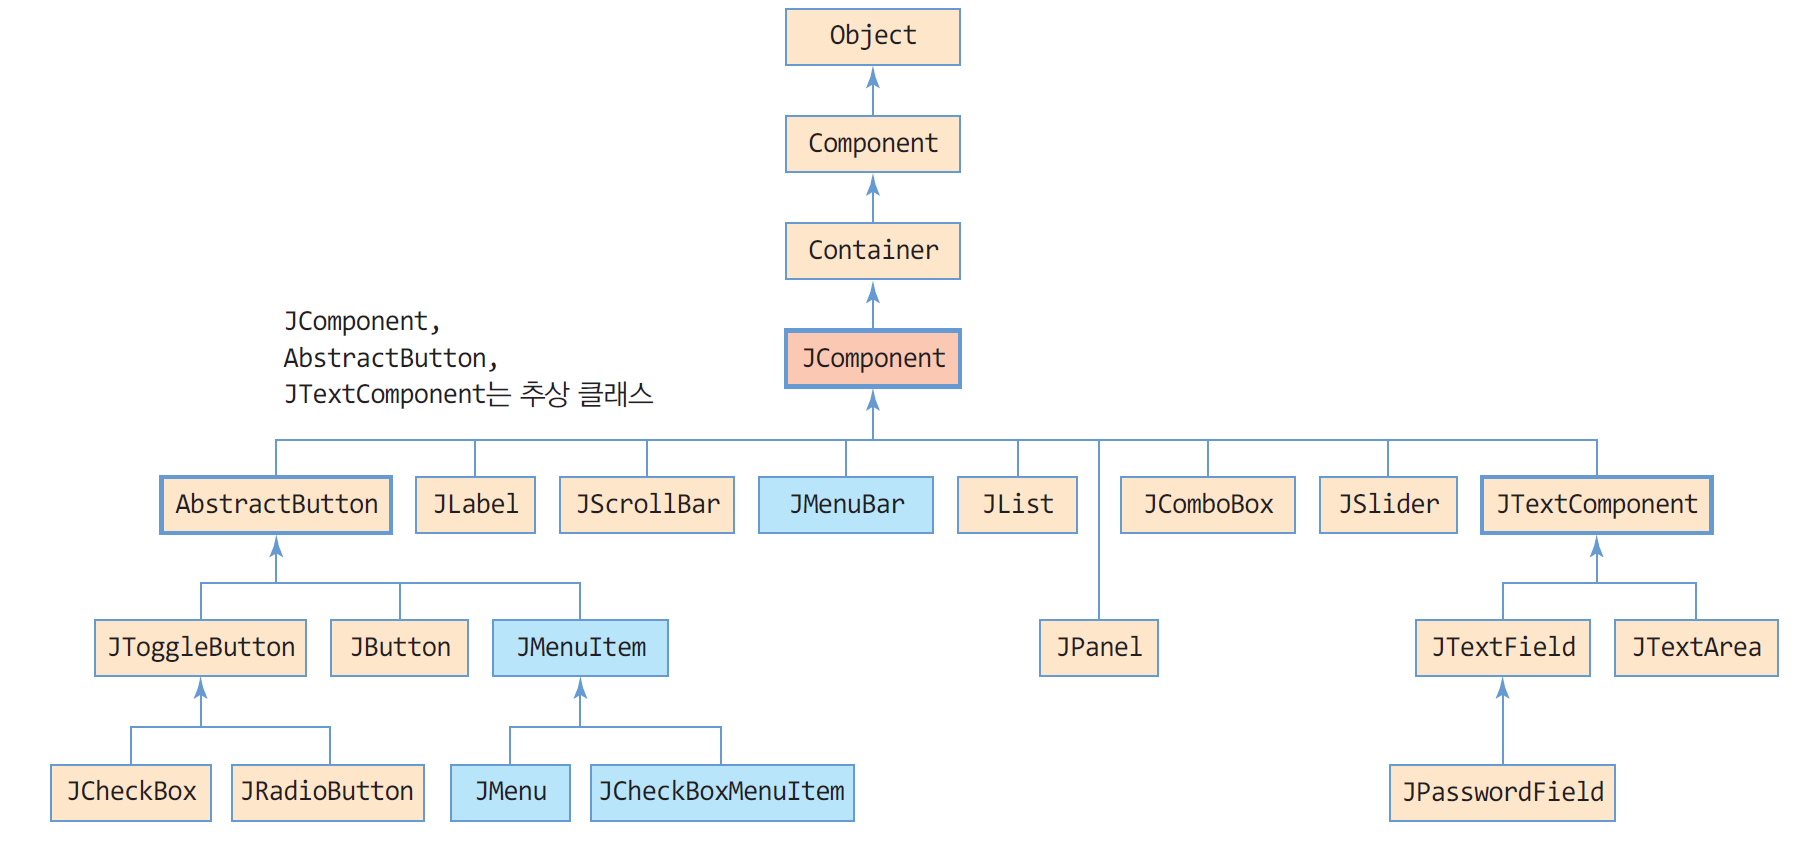 Object
Component
Container
JComponent,
AbstractButton,
JTextComponent는 추상 클래스
JComponent
AbstractButton
JLabel
JScrollBar
JMenuBar
JList
JComboBox
JSlider
JTextComponent
JToggleButton
JButton
JMenuItem
JPanel
JTextField
JTextArea
JCheckBox
JRadioButton
JMenu
JCheckBoxMenuItem
JPasswordField